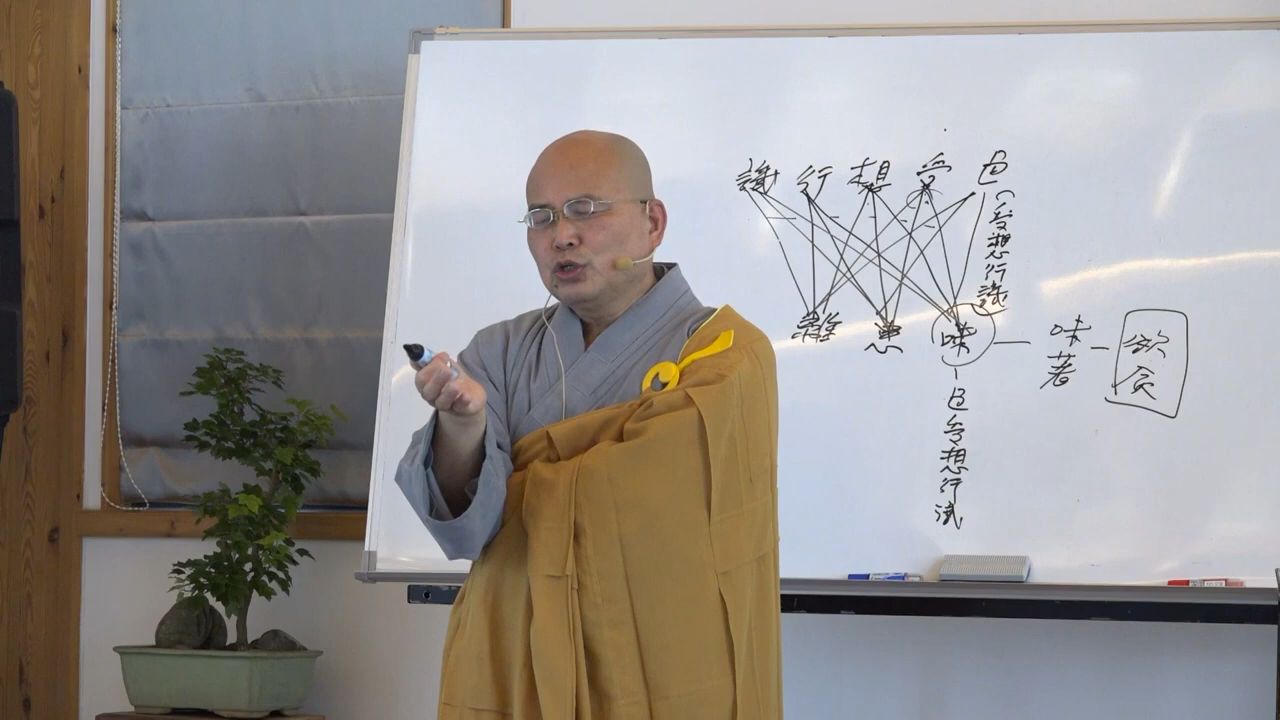 識 行 想 受 色(受想行識
離 患 味 — 味著 — 欲貪
色受想行識